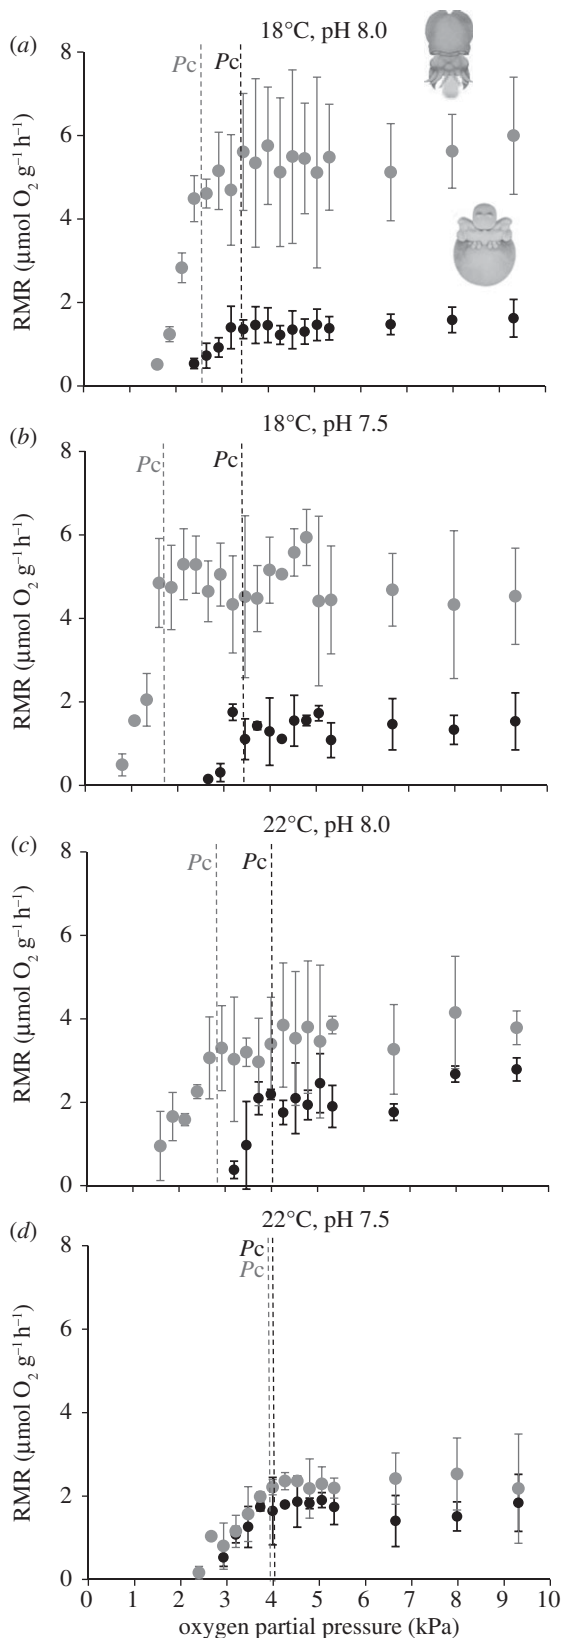 (a) 18°C, pH 8.0
Pc Pc
8
6
4
2
0
RMR (µmol O₂ g⁻¹ h⁻¹)
(b) 18°C, pH 7.5
Pc Pc
8
6
4
2
0
RMR (µmol O₂ g⁻¹ h⁻¹)
(c) 22°C, pH 8.0
Pc Pc
8
6
4
2
0
RMR (µmol O₂ g⁻¹ h⁻¹)
(d) 22°C, pH 7.5
Pc
Pc
8
6
4
2
0
RMR (µmol O₂ g⁻¹ h⁻¹)
0 1 2 3 4 5 6 7 8 9 10
oxygen partial pressure (kPa)